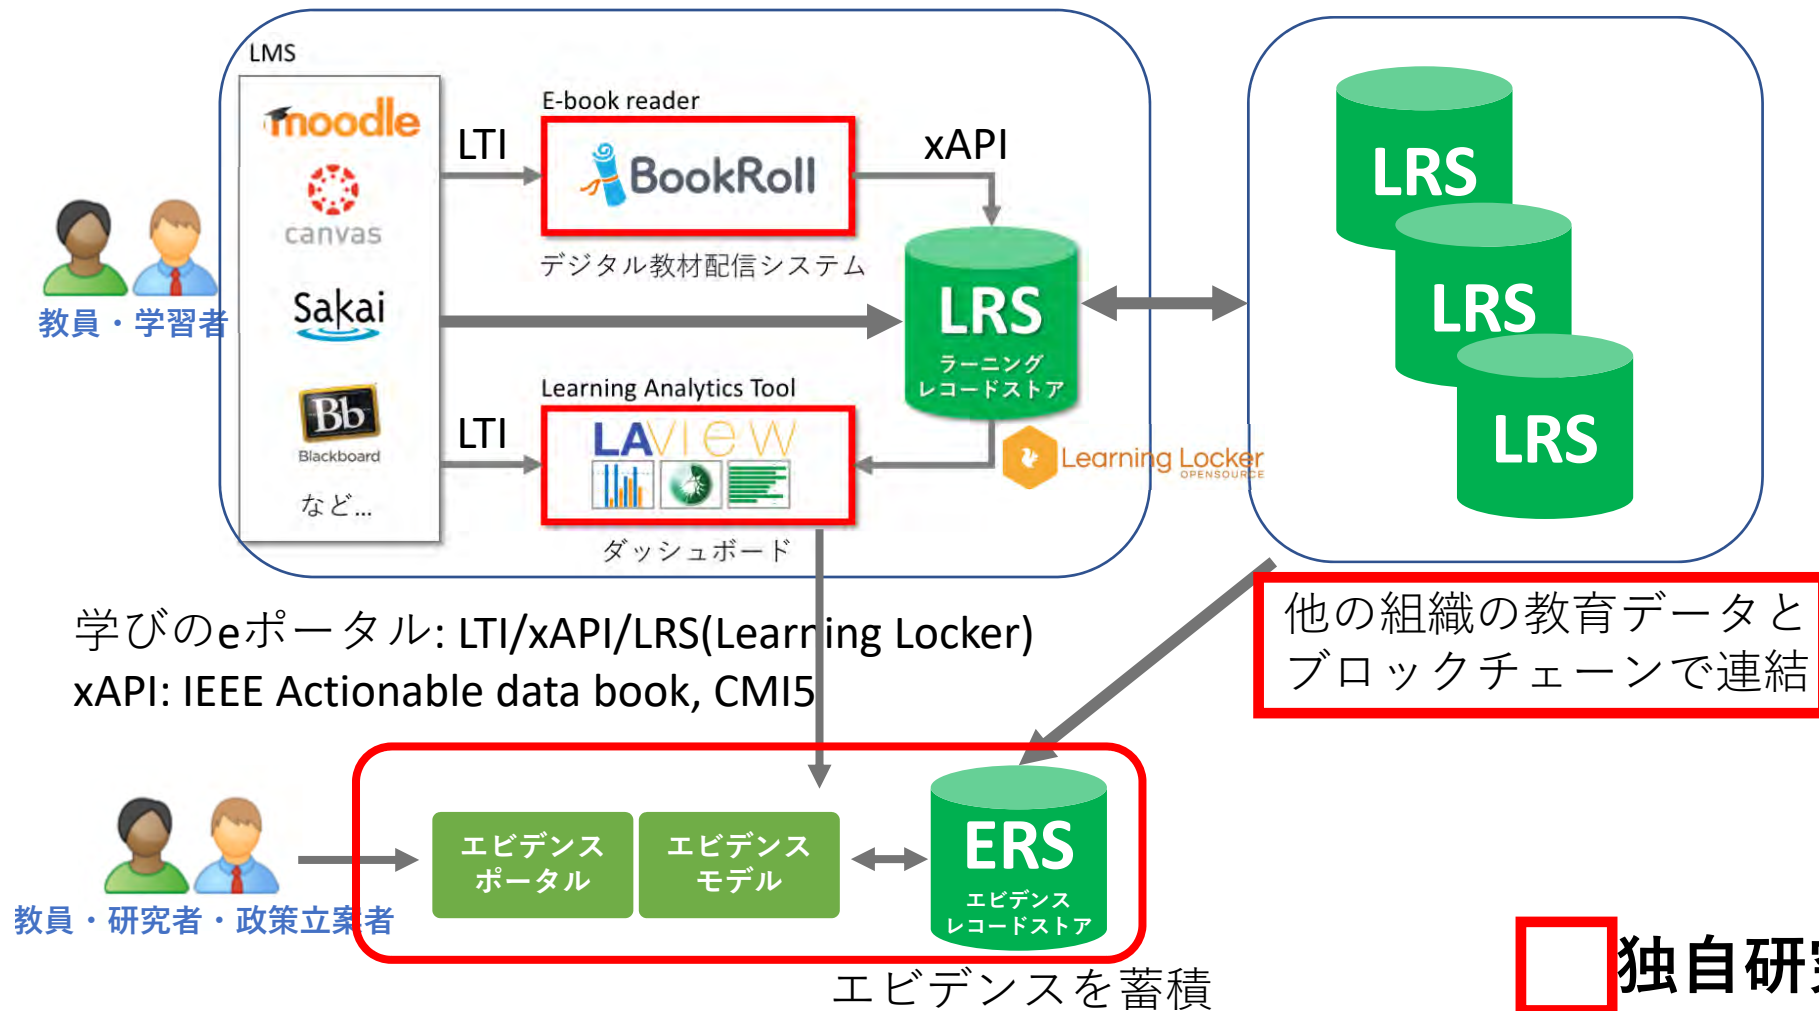 LMS
moodle
canvas
Sakai
Bb
Blackboard
など...
教員・学習者
LTI
E-book reader
BookRoll
デジタル教材配信システム
xAPI
LRS
ラーニング
レコードストア
LTI
Learning Analytics Tool
LAVIEW
ダッシュボード
Learning Locker
OPENSOURCE
LRS
LRS
LRS
学びのeポータル: LTI/xAPI/LRS(Learning Locker)
xAPI: IEEE Actionable data book, CMI5
他の組織の教育データと
ブロックチェーンで連結
教員・研究者・政策立案者
エビデンス
ポータル
エビデンス
モデル
ERS
エビデンス
レコードストア
エビデンスを蓄積
独自研